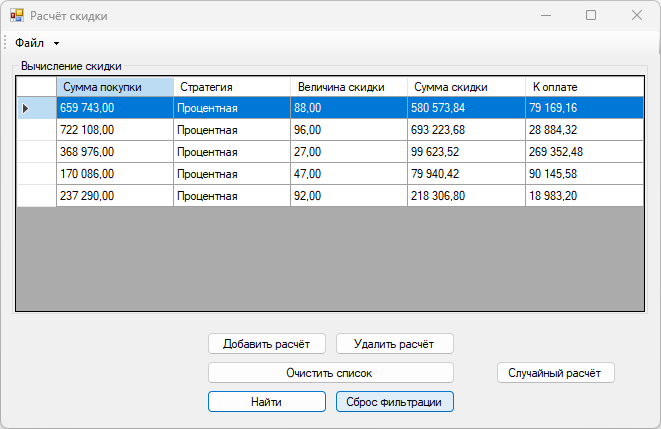 Расчёт скидки
Файл
Вычисление скидки
Сумма покупки Стратегия Величина скидки Сумма скидки К оплате
659 743,00 Процентная 88,00 580 573,84 79 169,16
722 108,00 Процентная 96,00 693 223,68 28 884,32
368 976,00 Процентная 27,00 99 623,52 269 352,48
170 086,00 Процентная 47,00 79 940,42 90 145,58
237 290,00 Процентная 92,00 218 306,80 18 983,20
Добавить расчёт Удалить расчёт
Очистить список Случайный расчёт
Найти Сброс фильтрации